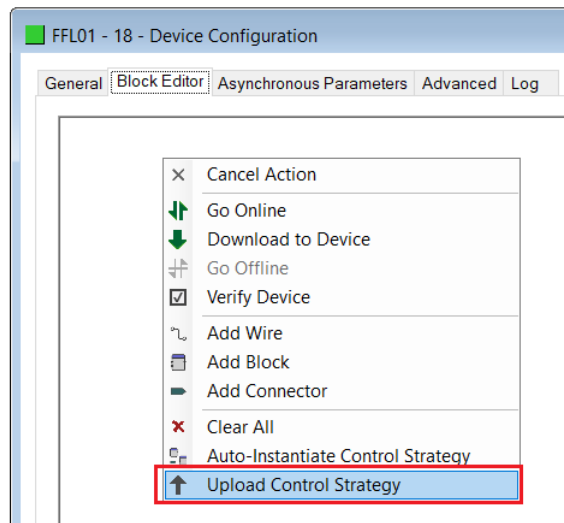 FFL01 - 18 - Device Configuration
General Block Editor Asynchronous Parameters Advanced Log
Cancel Action
Go Online
Download to Device
Go Offline
Verify Device
Add Wire
Add Block
Add Connector
Clear All
Auto-Instantiate Control Strategy
Upload Control Strategy